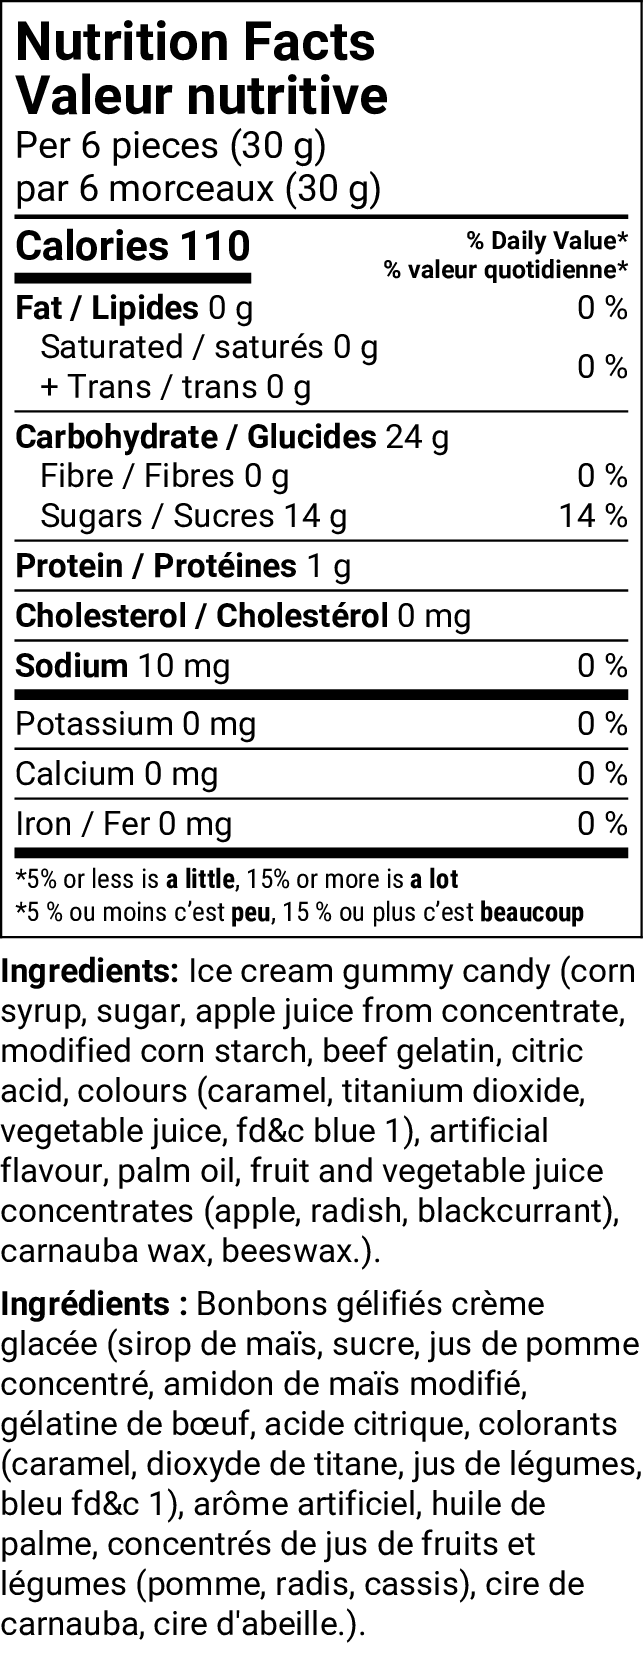 Nutrition Facts
Valeur nutritive
Per 6 pieces (30 g)
par 6 morceaux (30 g)
Calories 110
% Daily Value*
% valeur quotidienne*
Fat / Lipides 0 g 0 %
Saturated / saturés 0 g
+ Trans / trans 0 g 0 %
Carbohydrate / Glucides 24 g
Fibre / Fibres 0 g 0 %
Sugars / Sucres 14 g 14 %
Protein / Protéines 1 g
Cholesterol / Cholestérol 0 mg
Sodium 10 mg 0 %
Potassium 0 mg 0 %
Calcium 0 mg 0 %
Iron / Fer 0 mg 0 %
*5% or less is a little, 15% or more is a lot
*5 % ou moins c’est peu, 15 % ou plus c’est beaucoup
Ingredients: Ice cream gummy candy (corn
syrup, sugar, apple juice from concentrate,
modified corn starch, beef gelatin, citric
acid, colours (caramel, titanium dioxide,
vegetable juice, fd&c blue 1), artificial
flavour, palm oil, fruit and vegetable juice
concentrates (apple, radish, blackcurrant),
carnauba wax, beeswax.).
Ingrédients : Bonbons gélifiés crème
glacée (sirop de maïs, sucre, jus de pomme
concentré, amidon de maïs modifié,
gélatine de bœuf, acide citrique, colorants
(caramel, dioxyde de titane, jus de légumes,
bleu fd&c 1), arôme artificiel, huile de
palme, concentrés de jus de fruits et
légumes (pomme, radis, cassis), cire de
carnauba, cire d'abeille.).